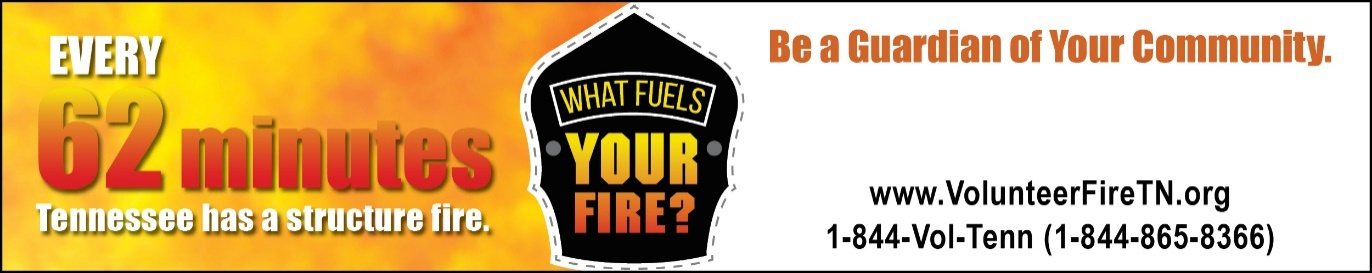 EVERY
62 minutes
Tennessee has a structure fire.
WHAT FUELS
YOUR
FIRE?
Be a Guardian of Your Community.
www.VolunteerFireTN.org
1-844-Vol-Tenn (1-844-865-8366)